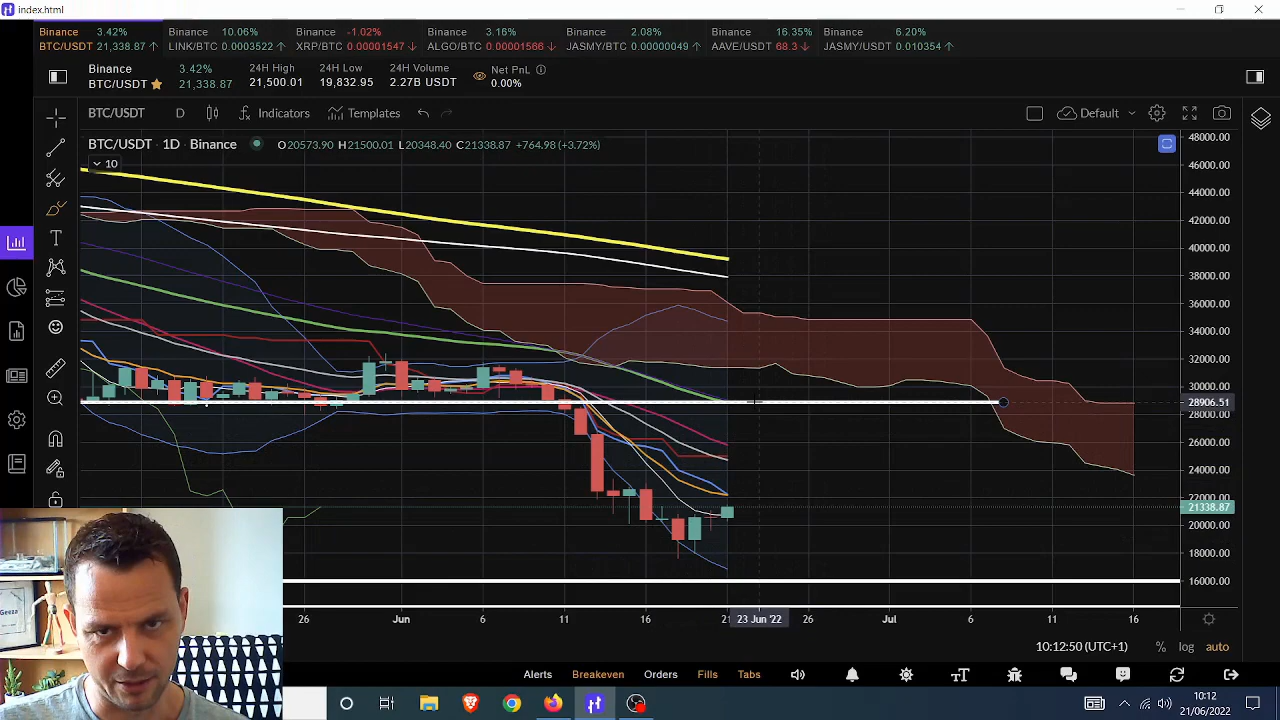 index.html
Binance 3.42%
BTC/USDT 21,338.87 ↑
Binance 10.06%
LINK/BTC 0.0003522 ↑
Binance -1.02%
XRP/BTC 0.00001547 ↓
Binance 3.16%
ALGO/BTC 0.00001566 ↓
Binance 2.08%
JASMY/BTC 0.00000049 ↑
Binance 16.35%
AAVE/USDT 68.3 ↓
Binance 6.20%
JASMY/USDT 0.010354 ↑
Binance 3.42%
BTC/USDT 21,338.87
24H High
21,500.01
24H Low
19,832.95
24H Volume
2.27B USDT
Net PnL
0.00%
BTC/USDT D Indicators Templates Default
BTC/USDT · 1D · Binance O20573.90 H21500.01 L20348.40 C21338.87 +764.98 (+3.72%)
10
48000.00
46000.00
44000.00
42000.00
40000.00
38000.00
36000.00
34000.00
32000.00
30000.00
28906.51
28000.00
26000.00
24000.00
22000.00
21338.87
20000.00
18000.00
16000.00
Geeza
26 Jun 6 11 16 21 23 Jun '22 26 Jul 6 11 16
10:12:50 (UTC+1) % log auto
Alerts Breakeven Orders Fills Tabs
10:12
21/06/2022